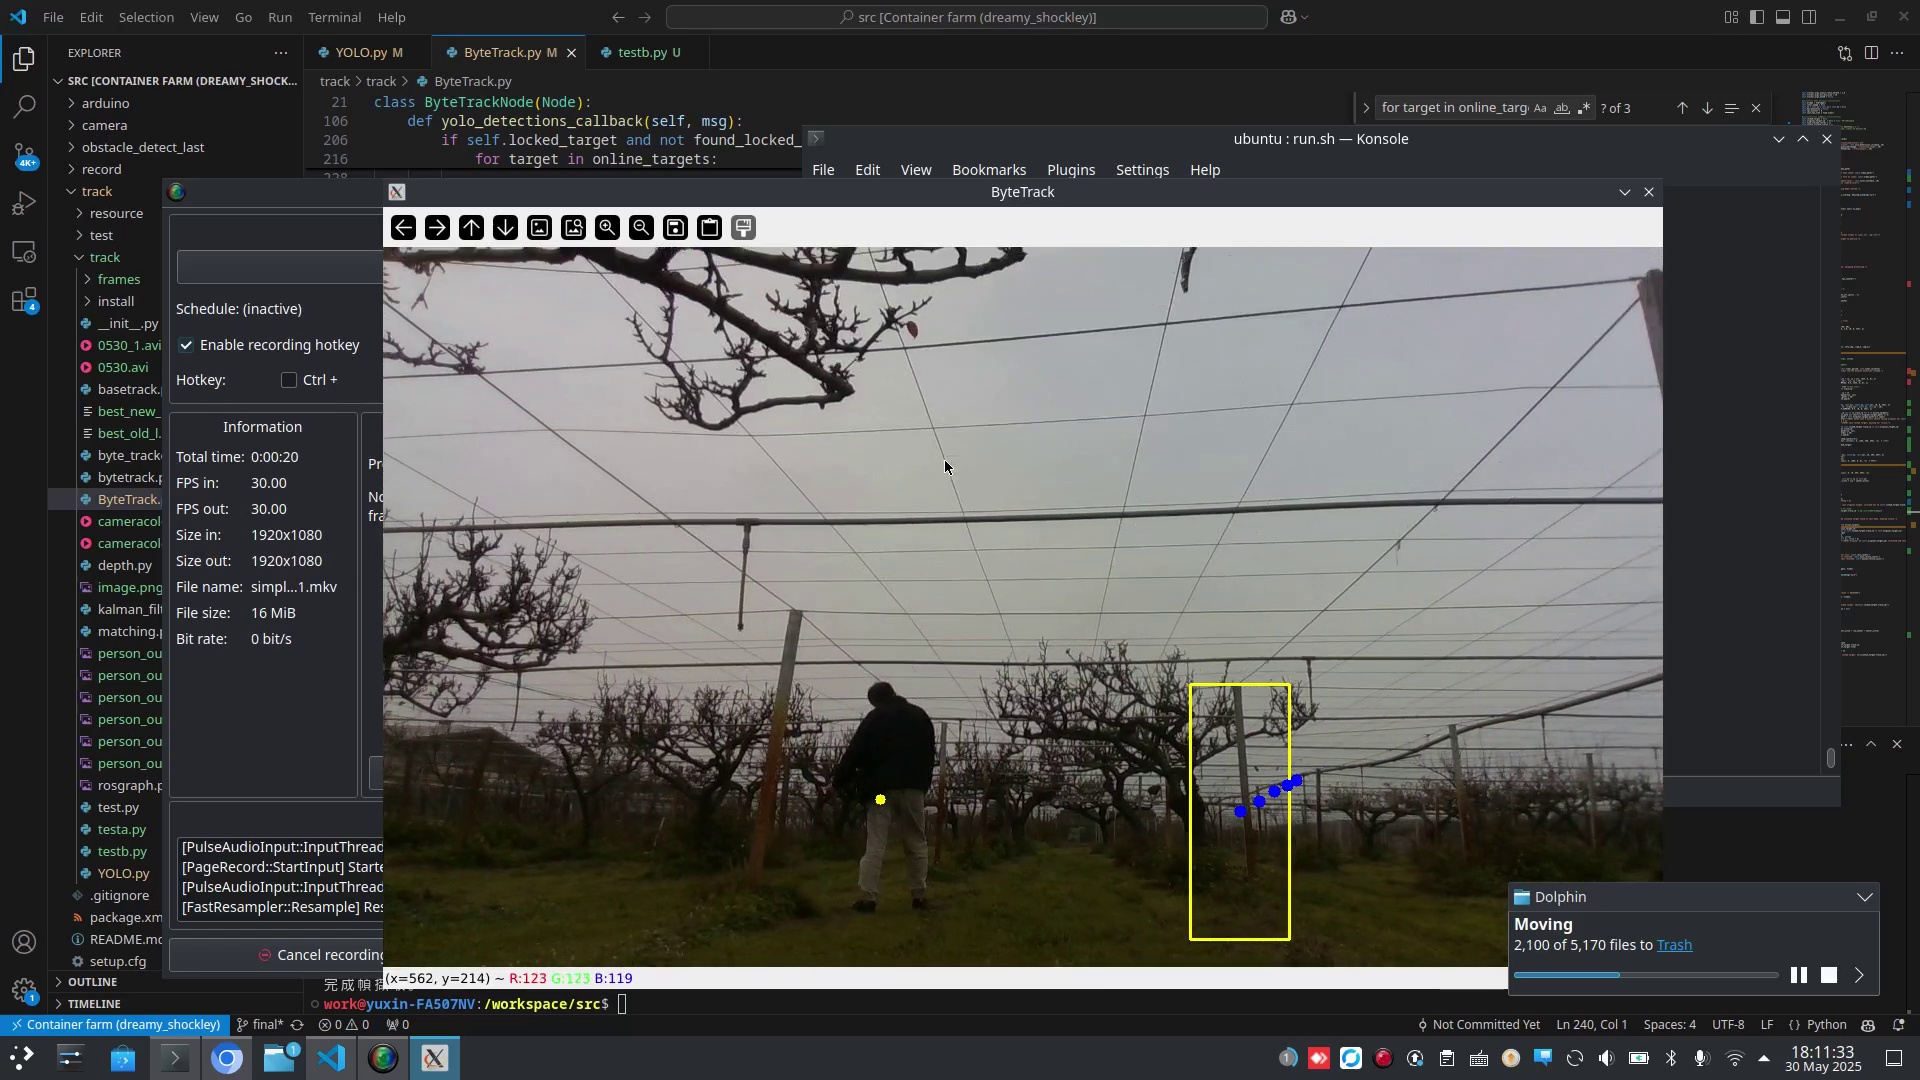 File Edit Selection View Go Run Terminal Help
src [Container farm (dreamy_shockley)]
EXPLORER
YOLO.py M
ByteTrack.py M
testb.py U
SRC [CONTAINER FARM (DREAMY_SHOCK...
track > track > ByteTrack.py
21 class ByteTrackNode(Node):
106 def yolo_detections_callback(self, msg):
206 if self.locked_target and not found_locked_
216 for target in online_targets:
for target in online_targ
Aa ab
? of 3
arduino
camera
obstacle_detect_last
record
track
resource
test
track
frames
install
__init__.py
0530_1.avi
0530.avi
basetrack.
best_new_
best_old_l.
byte_tracke
bytetrack.p
ByteTrack.
cameracol
cameracol
depth.py
image.png
kalman_filt
matching.p
person_ou
person_ou
person_ou
person_ou
person_ou
person_ou
rosgraph.p
test.py
testa.py
testb.py
YOLO.py
.gitignore
package.xm
README.md
setup.cfg
OUTLINE
TIMELINE
4K+
4
1
ubuntu : run.sh — Konsole
File Edit View Bookmarks Plugins Settings Help
ByteTrack
Schedule: (inactive)
Enable recording hotkey
Hotkey: Ctrl +
Information
Total time: 0:00:20
FPS in: 30.00
FPS out: 30.00
Size in: 1920x1080
Size out: 1920x1080
File name: simpl...1.mkv
File size: 16 MiB
Bit rate: 0 bit/s
Pr
No
fra
[PulseAudioInput::InputThread
[PageRecord::StartInput] Starte
[PulseAudioInput::InputThread
[FastResampler::Resample] Res
Cancel recording
(x=562, y=214) ~ R:123 G:123 B:119
work@yuxin-FA507NV:/workspace/src$
Dolphin
Moving
2,100 of 5,170 files to Trash
Container farm (dreamy_shockley)
final*
0 0
0
Not Committed Yet
Ln 240, Col 1
Spaces: 4
UTF-8
LF
{} Python
1
1
18:11:33
30 May 2025